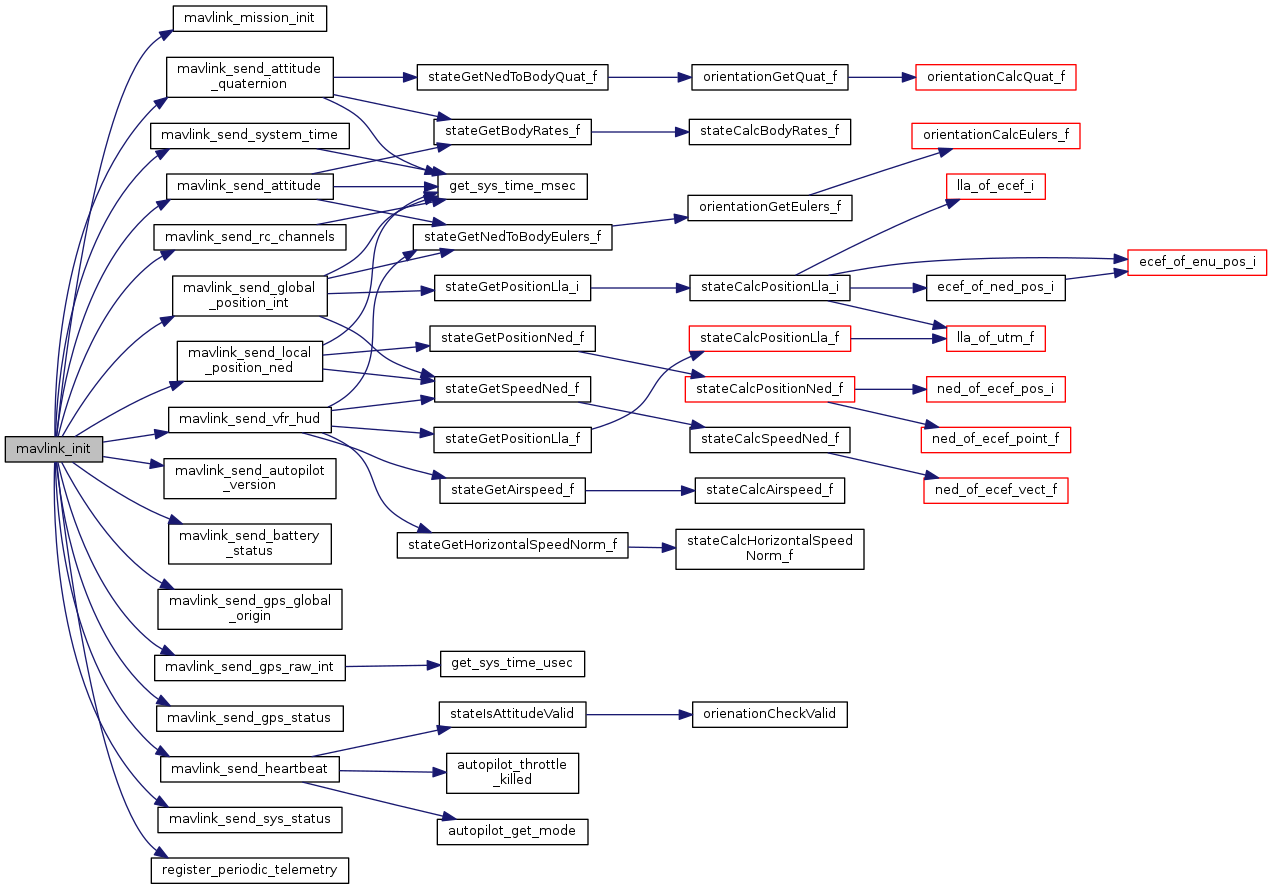 mavlink_init
mavlink_mission_init
mavlink_send_attitude
_quaternion
mavlink_send_system_time
mavlink_send_attitude
mavlink_send_rc_channels
mavlink_send_global
_position_int
mavlink_send_local
_position_ned
mavlink_send_vfr_hud
mavlink_send_autopilot
_version
mavlink_send_battery
_status
mavlink_send_gps_global
_origin
mavlink_send_gps_raw_int
mavlink_send_gps_status
mavlink_send_heartbeat
mavlink_send_sys_status
register_periodic_telemetry
stateGetNedToBodyQuat_f
stateGetBodyRates_f
get_sys_time_msec
stateGetNedToBodyEulers_f
stateGetPositionLla_i
stateGetPositionNed_f
stateGetSpeedNed_f
stateGetPositionLla_f
stateGetAirspeed_f
stateGetHorizontalSpeedNorm_f
get_sys_time_usec
stateIsAttitudeValid
autopilot_throttle
_killed
autopilot_get_mode
orientationGetQuat_f
stateCalcBodyRates_f
orientationGetEulers_f
stateCalcPositionLla_i
stateCalcPositionLla_f
stateCalcPositionNed_f
stateCalcSpeedNed_f
stateCalcAirspeed_f
stateCalcHorizontalSpeed
Norm_f
orienationCheckValid
orientationCalcQuat_f
orientationCalcEulers_f
lla_of_ecef_i
ecef_of_ned_pos_i
lla_of_utm_f
ned_of_ecef_pos_i
ned_of_ecef_point_f
ned_of_ecef_vect_f
ecef_of_enu_pos_i